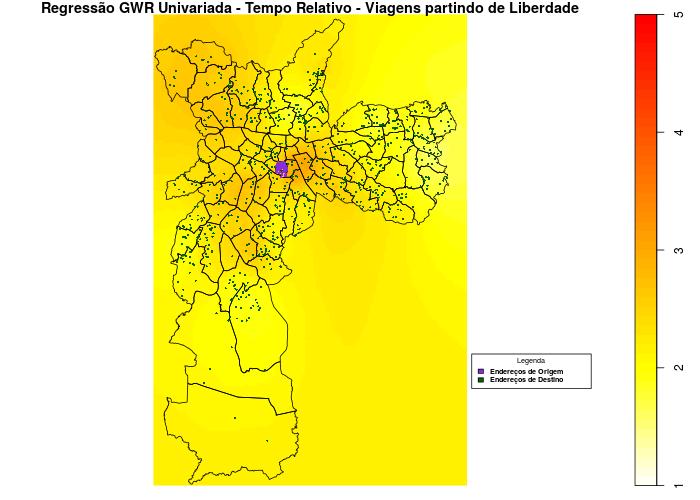 Regressão GWR Univariada - Tempo Relativo - Viagens partindo de Liberdade
5
4
3
2
1
Legenda
Endereços de Origem
Endereços de Destino